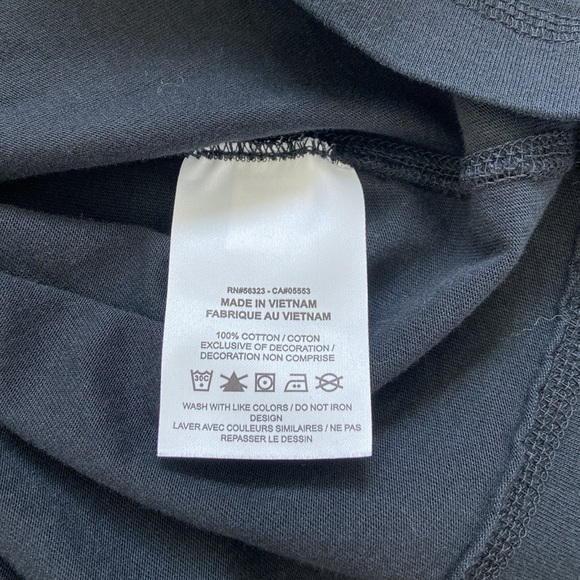 RN#56323 - CA#05553
MADE IN VIETNAM
FABRIQUE AU VIETNAM
100% COTTON / COTON
EXCLUSIVE OF DECORATION /
DECORATION NON COMPRISE
30C
WASH WITH LIKE COLORS / DO NOT IRON
DESIGN
LAVER AVEC COULEURS SIMILAIRES / NE PAS
REPASSER LE DESSIN